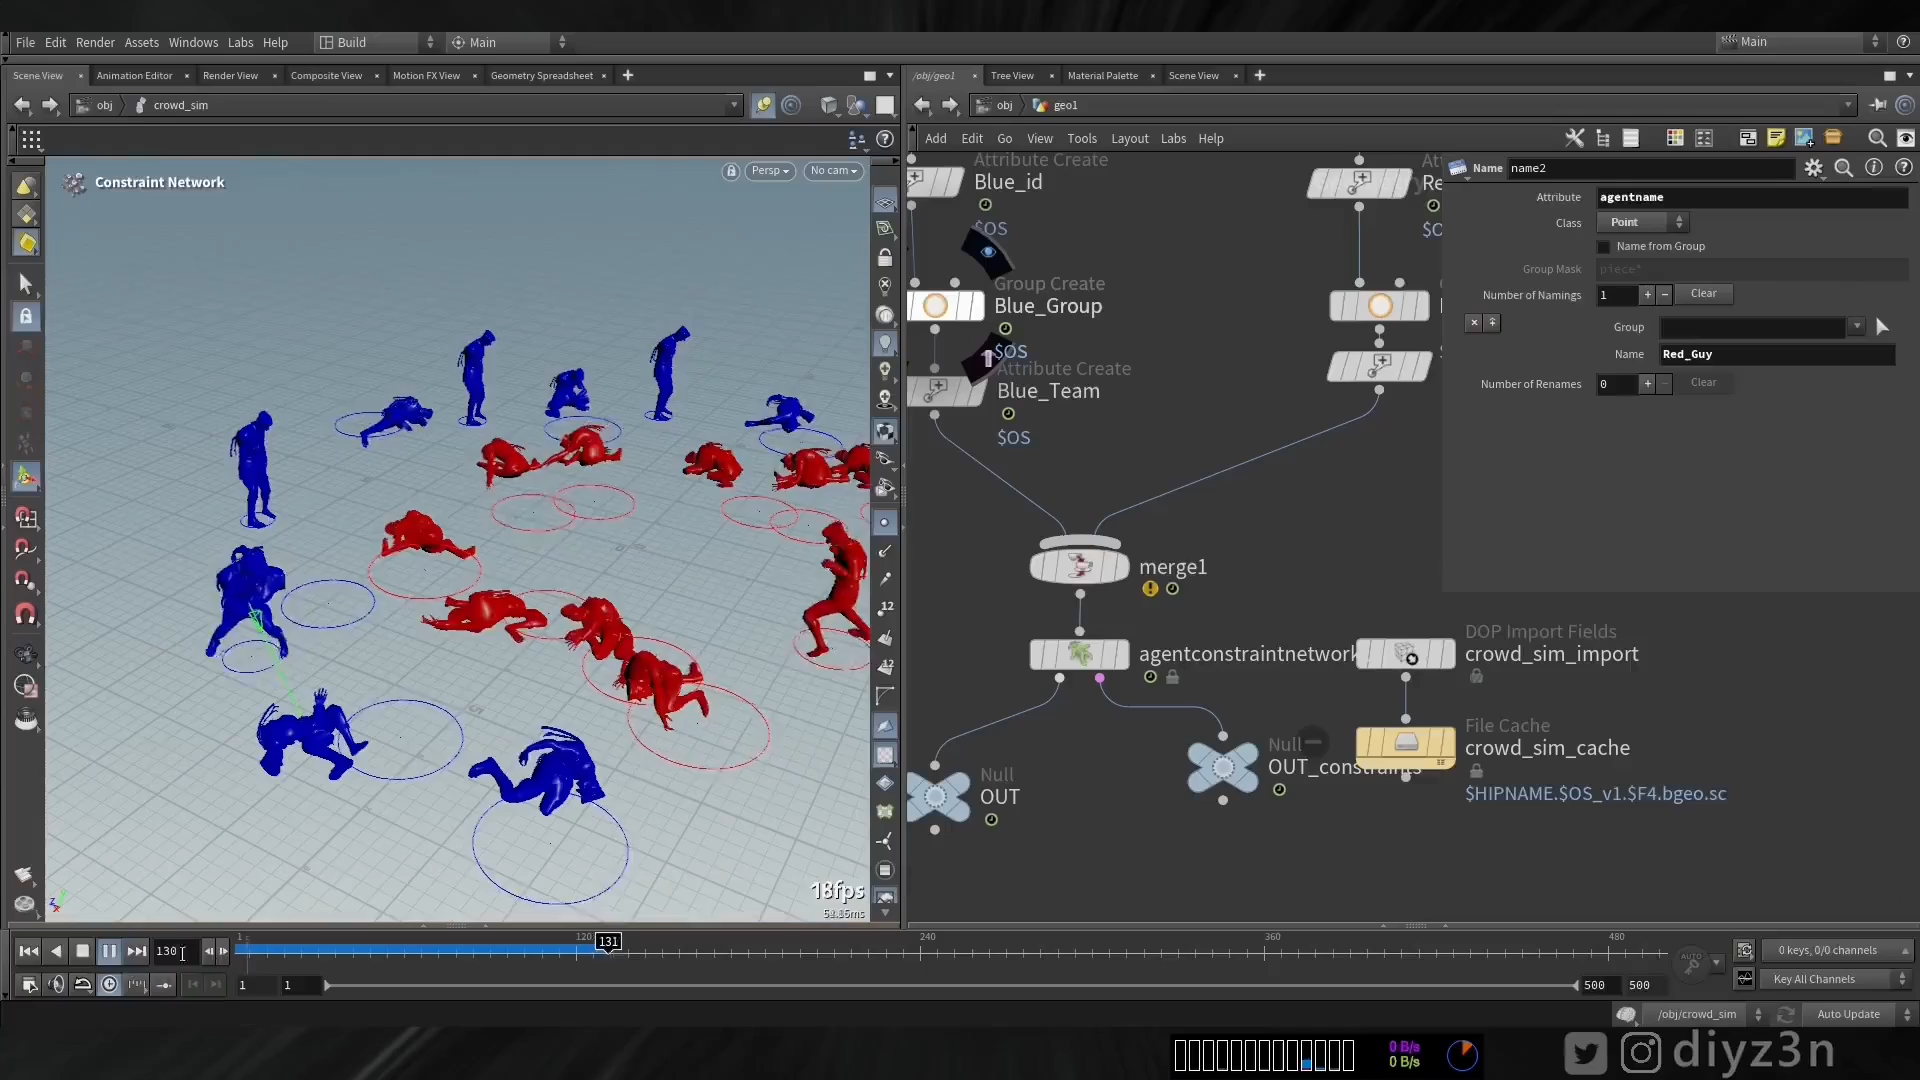 File Edit Render Assets Windows Labs Help Build Main Main
Scene View Animation Editor Render View Composite View Motion FX View Geometry Spreadsheet
/obj/geo1 Tree View Material Palette Scene View
obj crowd_sim
obj geo1
Add Edit Go View Tools Layout Labs Help
Constraint Network
Persp No cam
12
12
18fps
Attribute Create
Blue_id
$OS
Group Create
Blue_Group
$OS
Attribute Create
Blue_Team
$OS
merge1
agentconstraintnetwork
Null
OUT
Null
OUT_constraints
DOP Import Fields
crowd_sim_import
File Cache
crowd_sim_cache
$HIPNAME.$OS_v1.$F4.bgeo.sc
Name name2
Attribute agentname
Class Point
Name from Group
Group Mask piece*
Number of Namings 1 Clear
Group
Name Red_Guy
Number of Renames 0 Clear
130 1 120 131 240 360 480
AUTO
0 keys, 0/0 channels
1 1 500 500
Key All Channels
/obj/crowd_sim Auto Update
0 B/s
0 B/s
diyz3n